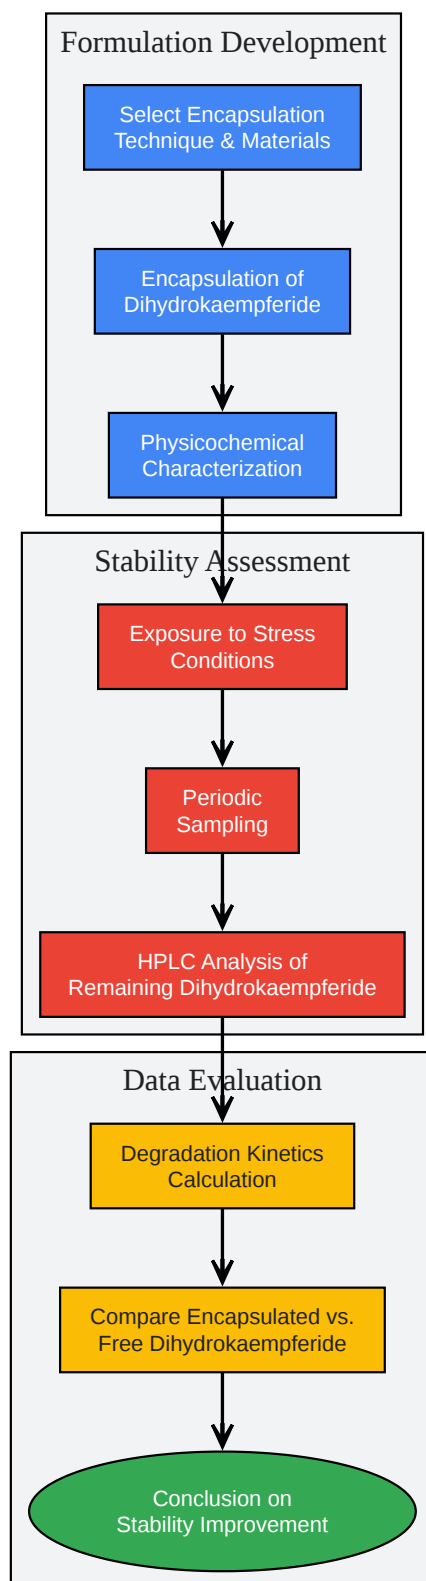 Formulation Development
Select Encapsulation
Technique & Materials
Encapsulation of
Dihydrokaempferide
Physicochemical
Characterization
Stability Assessment
Exposure to Stress
Conditions
Periodic
Sampling
HPLC Analysis of
Remaining Dihydrokaempferide
Data Evaluation
Degradation Kinetics
Calculation
Compare Encapsulated vs.
Free Dihydrokaempferide
Conclusion on
Stability Improvement